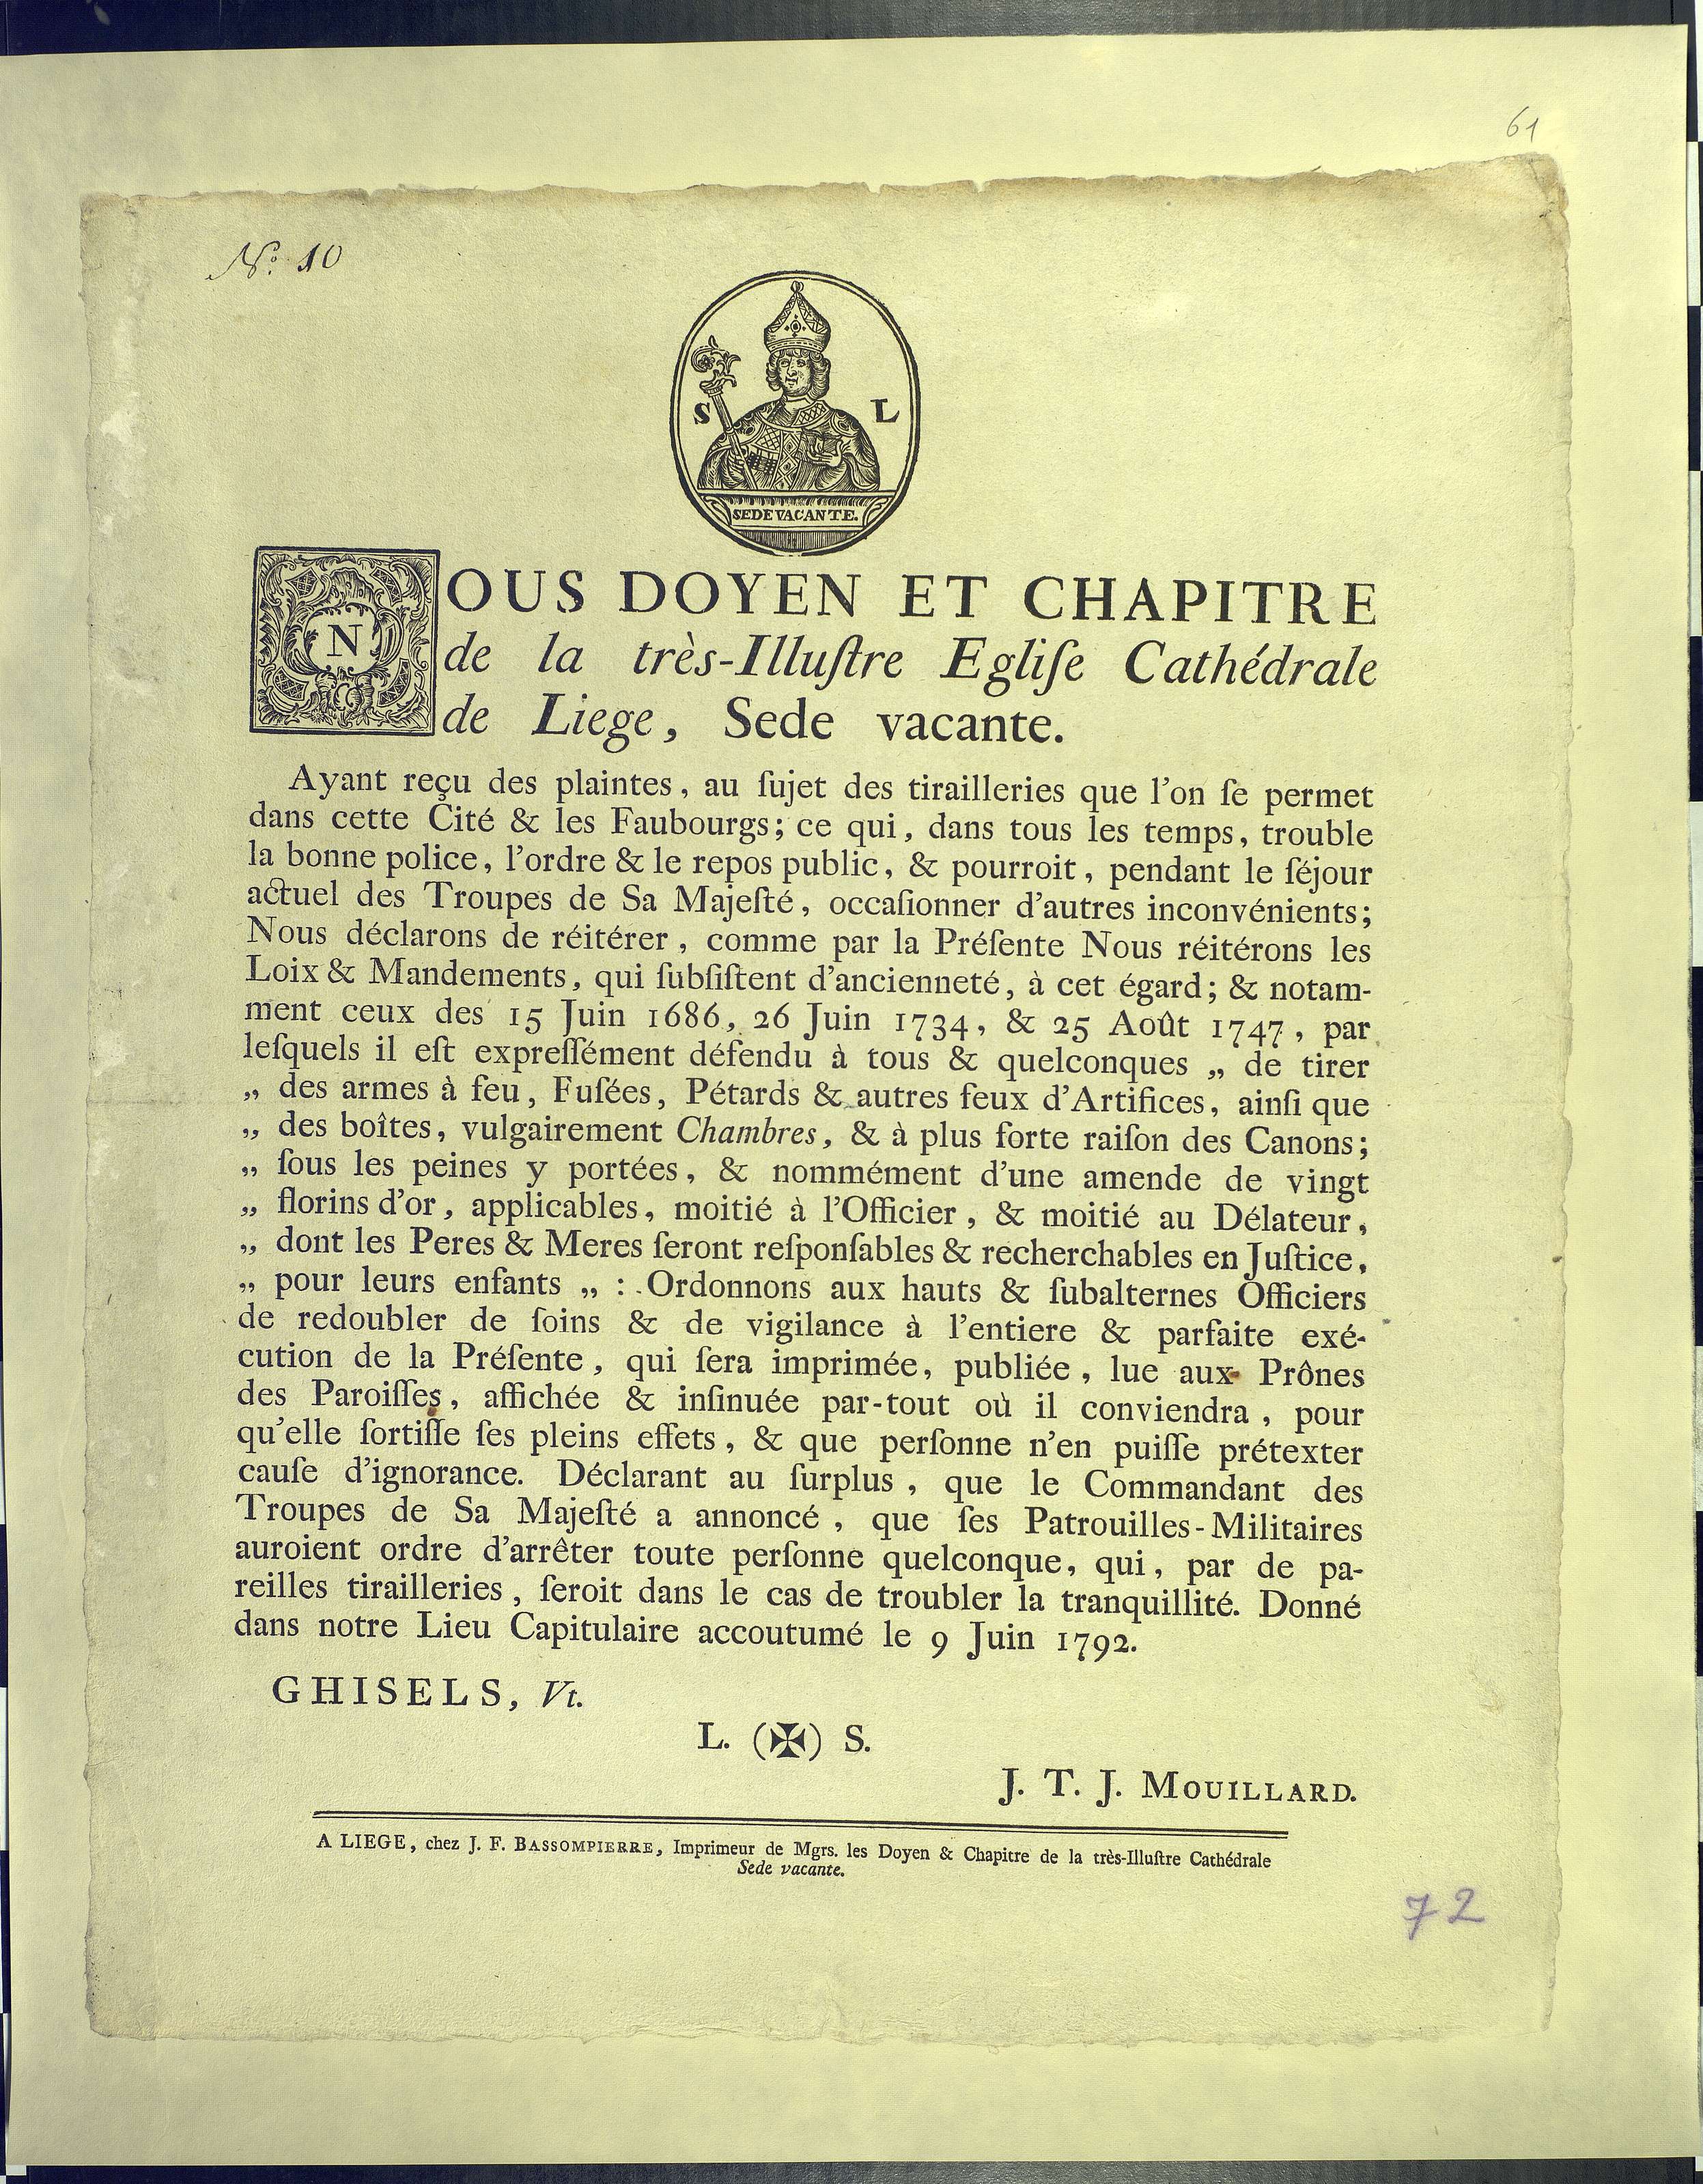 61
No. 10
S L
SEDE VACANTE.
NOUS DOYEN ET CHAPITRE
de la très-Illuſtre Egliſe Cathédrale
de Liege, Sede vacante.
Ayant reçu des plaintes, au ſujet des tirailleries que l'on ſe permet
dans cette Cité & les Faubourgs; ce qui, dans tous les temps, trouble
la bonne police, l'ordre & le repos public, & pourroit, pendant le ſéjour
actuel des Troupes de Sa Majeſté, occaſionner d'autres inconvénients;
Nous déclarons de réitérer, comme par la Préſente Nous réitérons les
Loix & Mandements, qui ſubſiſtent d'ancienneté, à cet égard; & notam-
ment ceux des 15 Juin 1686, 26 Juin 1734, & 25 Août 1747, par
leſquels il eſt expreſſément défendu à tous & quelconques „ de tirer
„ des armes à feu, Fuſées, Pétards & autres feux d'Artifices, ainſi que
„ des boîtes, vulgairement Chambres, & à plus forte raiſon des Canons;
„ ſous les peines y portées, & nommément d'une amende de vingt
„ florins d'or, applicables, moitié à l'Officier, & moitié au Délateur,
„ dont les Peres & Meres ſeront reſponſables & recherchables en Juſtice,
„ pour leurs enfants „ : Ordonnons aux hauts & ſubalternes Officiers
de redoubler de ſoins & de vigilance à l'entiere & parfaite exé-
cution de la Préſente, qui ſera imprimée, publiée, lue aux Prônes
des Paroiſſes, affichée & inſinuée par-tout où il conviendra, pour
qu'elle ſortiſſe ſes pleins effets, & que perſonne n'en puiſſe prétexter
cauſe d'ignorance. Déclarant au ſurplus, que le Commandant des
Troupes de Sa Majeſté a annoncé, que ſes Patrouilles-Militaires
auroient ordre d'arrêter toute perſonne quelconque, qui, par de pa-
reilles tirailleries, ſeroit dans le cas de troubler la tranquillité. Donné
dans notre Lieu Capitulaire accoutumé le 9 Juin 1792.
GHISELS, Vt.
L. (✠) S.
J. T. J. MOUILLARD.
A LIEGE, chez J. F. BASSOMPIERRE, Imprimeur de Mgrs. les Doyen & Chapitre de la très-Illuſtre Cathédrale
Sede vacante.
72